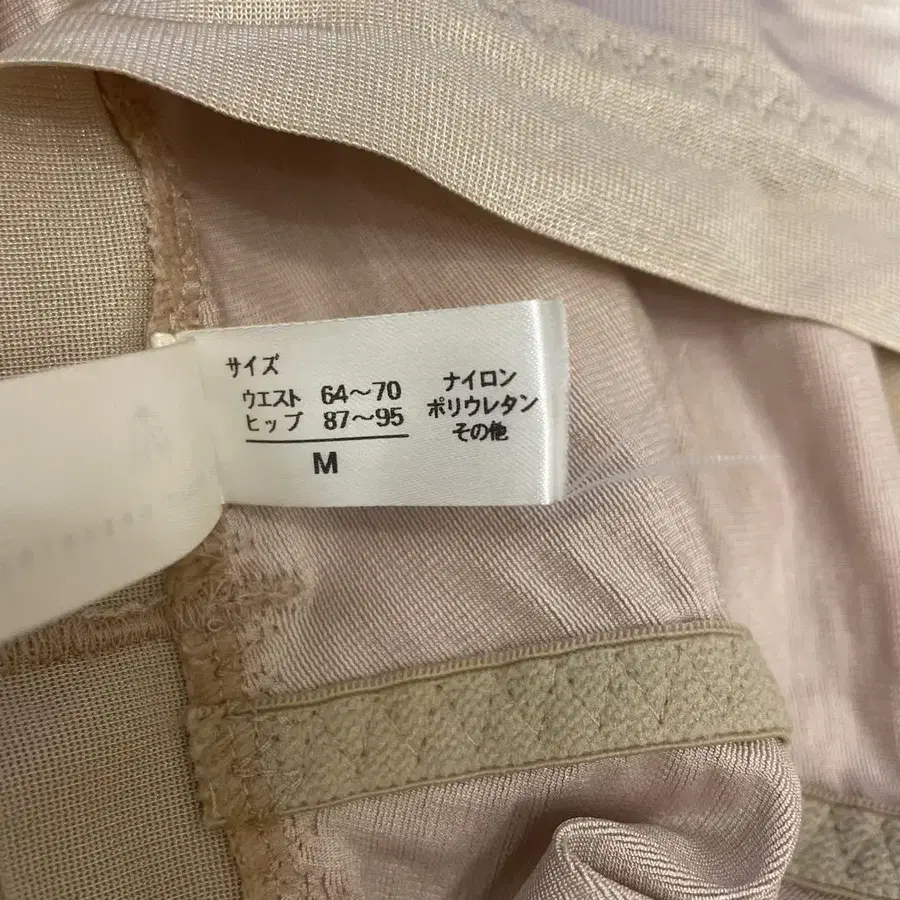 サイズ
ウエスト 64～70
ヒップ 87～95
M
ナイロン
ポリウレタン
その他